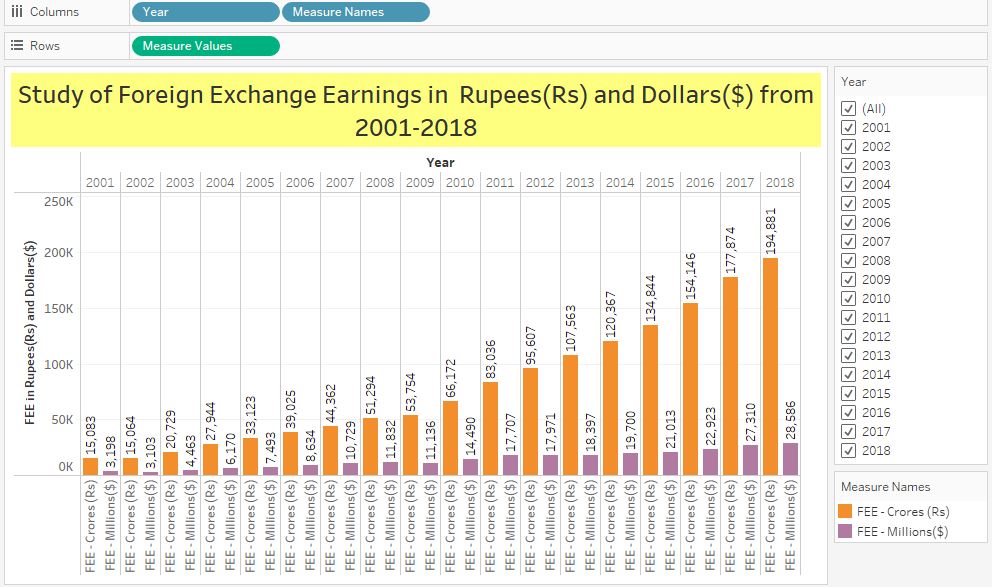 Columns
Year
Measure Names
Rows
Measure Values
Study of Foreign Exchange Earnings in  Rupees(Rs) and Dollars($) from
2001-2018
Year
2001 2002 2003 2004 2005 2006 2007 2008 2009 2010 2011 2012 2013 2014 2015 2016 2017 2018
250K
200K
150K
100K
50K
0K
FEE in Rupees(Rs) and Dollars($)
15,083
3,198
15,064
3,103
20,729
4,463
27,944
6,170
33,123
7,493
39,025
8,634
44,362
10,729
51,294
11,832
53,754
11,136
66,172
14,490
83,036
17,707
95,607
17,971
107,563
18,397
120,367
19,700
134,844
21,013
154,146
22,923
177,874
27,310
194,881
28,586
FEE - Crores (Rs)
FEE - Millions($)
FEE - Crores (Rs)
FEE - Millions($)
FEE - Crores (Rs)
FEE - Millions($)
FEE - Crores (Rs)
FEE - Millions($)
FEE - Crores (Rs)
FEE - Millions($)
FEE - Crores (Rs)
FEE - Millions($)
FEE - Crores (Rs)
FEE - Millions($)
FEE - Crores (Rs)
FEE - Millions($)
FEE - Crores (Rs)
FEE - Millions($)
FEE - Crores (Rs)
FEE - Millions($)
FEE - Crores (Rs)
FEE - Millions($)
FEE - Crores (Rs)
FEE - Millions($)
FEE - Crores (Rs)
FEE - Millions($)
FEE - Crores (Rs)
FEE - Millions($)
FEE - Crores (Rs)
FEE - Millions($)
FEE - Crores (Rs)
FEE - Millions($)
FEE - Crores (Rs)
FEE - Millions($)
FEE - Crores (Rs)
FEE - Millions($)
Year
(All)
2001
2002
2003
2004
2005
2006
2007
2008
2009
2010
2011
2012
2013
2014
2015
2016
2017
2018
Measure Names
FEE - Crores (Rs)
FEE - Millions($)